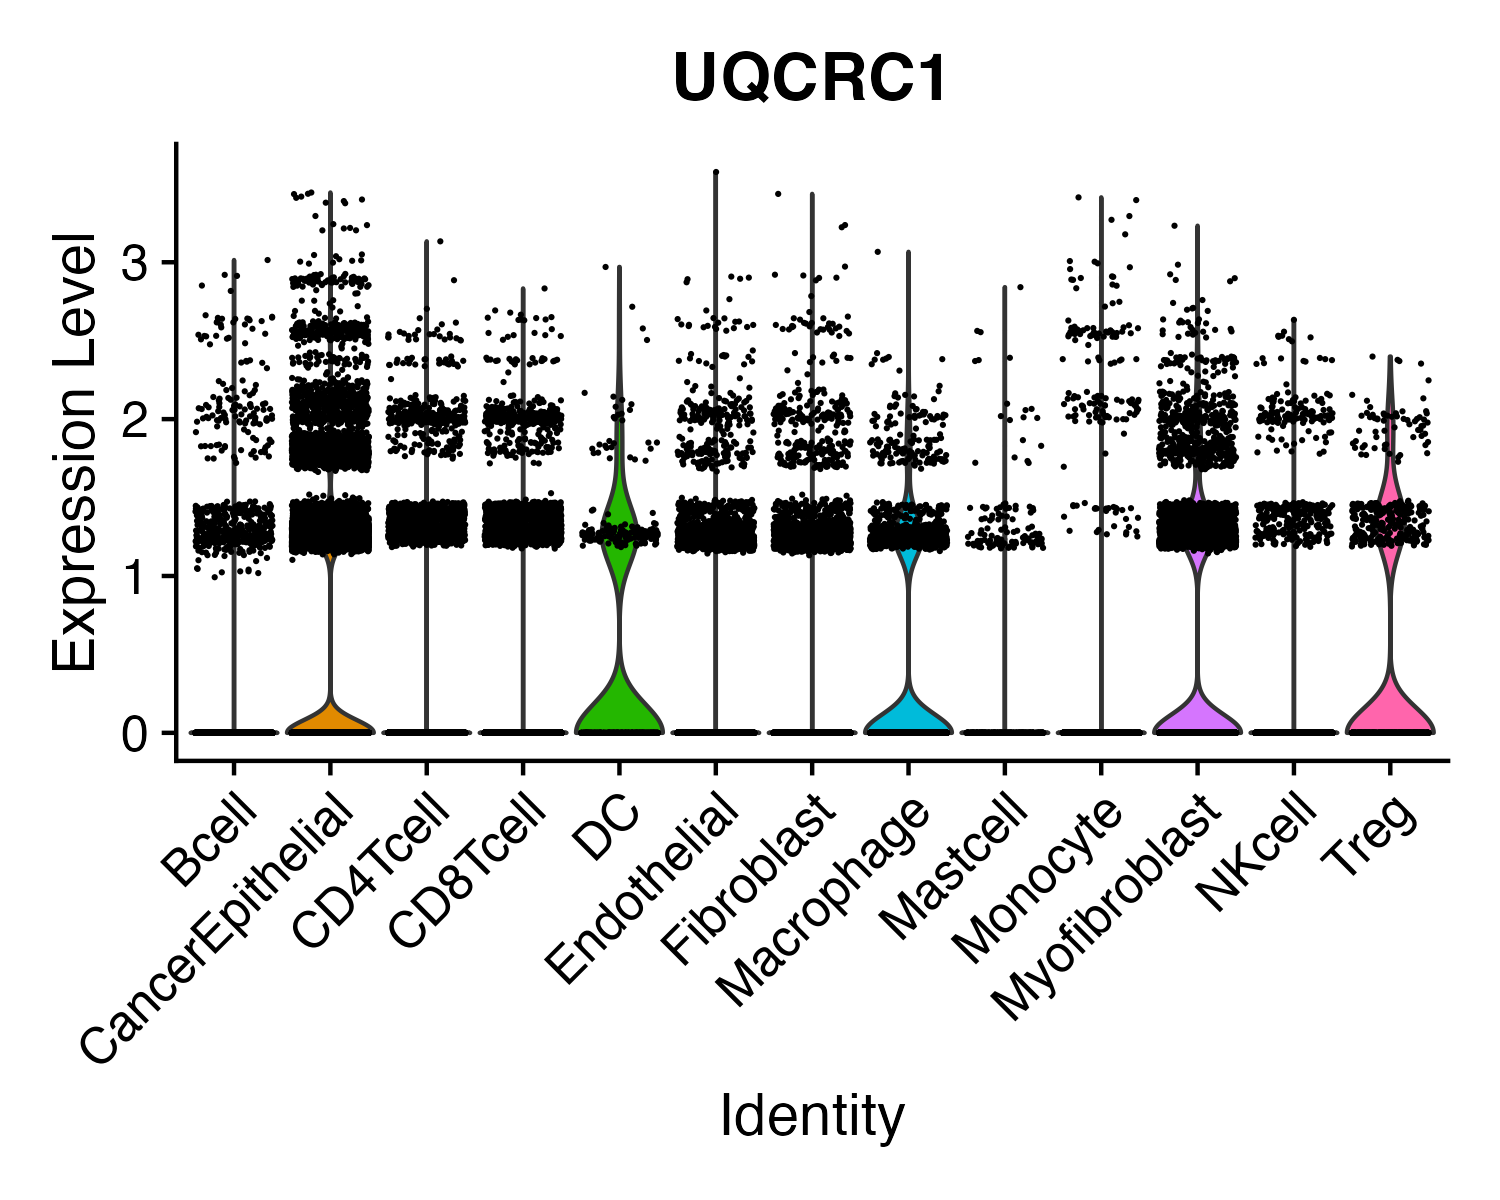 UQCRC1
Expression Level
3
2
1
0
Bcell
CancerEpithelial
CD4Tcell
CD8Tcell
DC
Endothelial
Fibroblast
Macrophage
Mastcell
Monocyte
Myofibroblast
NKcell
Treg
Identity